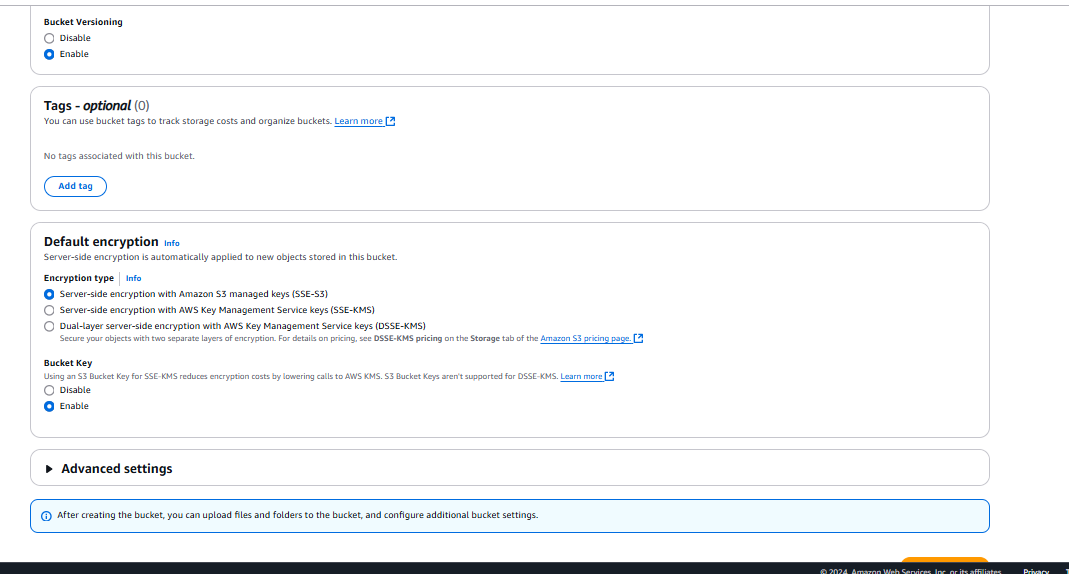 Bucket Versioning
Disable
Enable
Tags - optional (0)
You can use bucket tags to track storage costs and organize buckets. Learn more
No tags associated with this bucket.
Add tag
Default encryption Info
Server-side encryption is automatically applied to new objects stored in this bucket.
Encryption type Info
Server-side encryption with Amazon S3 managed keys (SSE-S3)
Server-side encryption with AWS Key Management Service keys (SSE-KMS)
Dual-layer server-side encryption with AWS Key Management Service keys (DSSE-KMS)
Secure your objects with two separate layers of encryption. For details on pricing, see DSSE-KMS pricing on the Storage tab of the Amazon S3 pricing page.
Bucket Key
Using an S3 Bucket Key for SSE-KMS reduces encryption costs by lowering calls to AWS KMS. S3 Bucket Keys aren't supported for DSSE-KMS. Learn more
Disable
Enable
Advanced settings
After creating the bucket, you can upload files and folders to the bucket, and configure additional bucket settings.
© 2024, Amazon Web Services, Inc. or its affiliates. Privacy